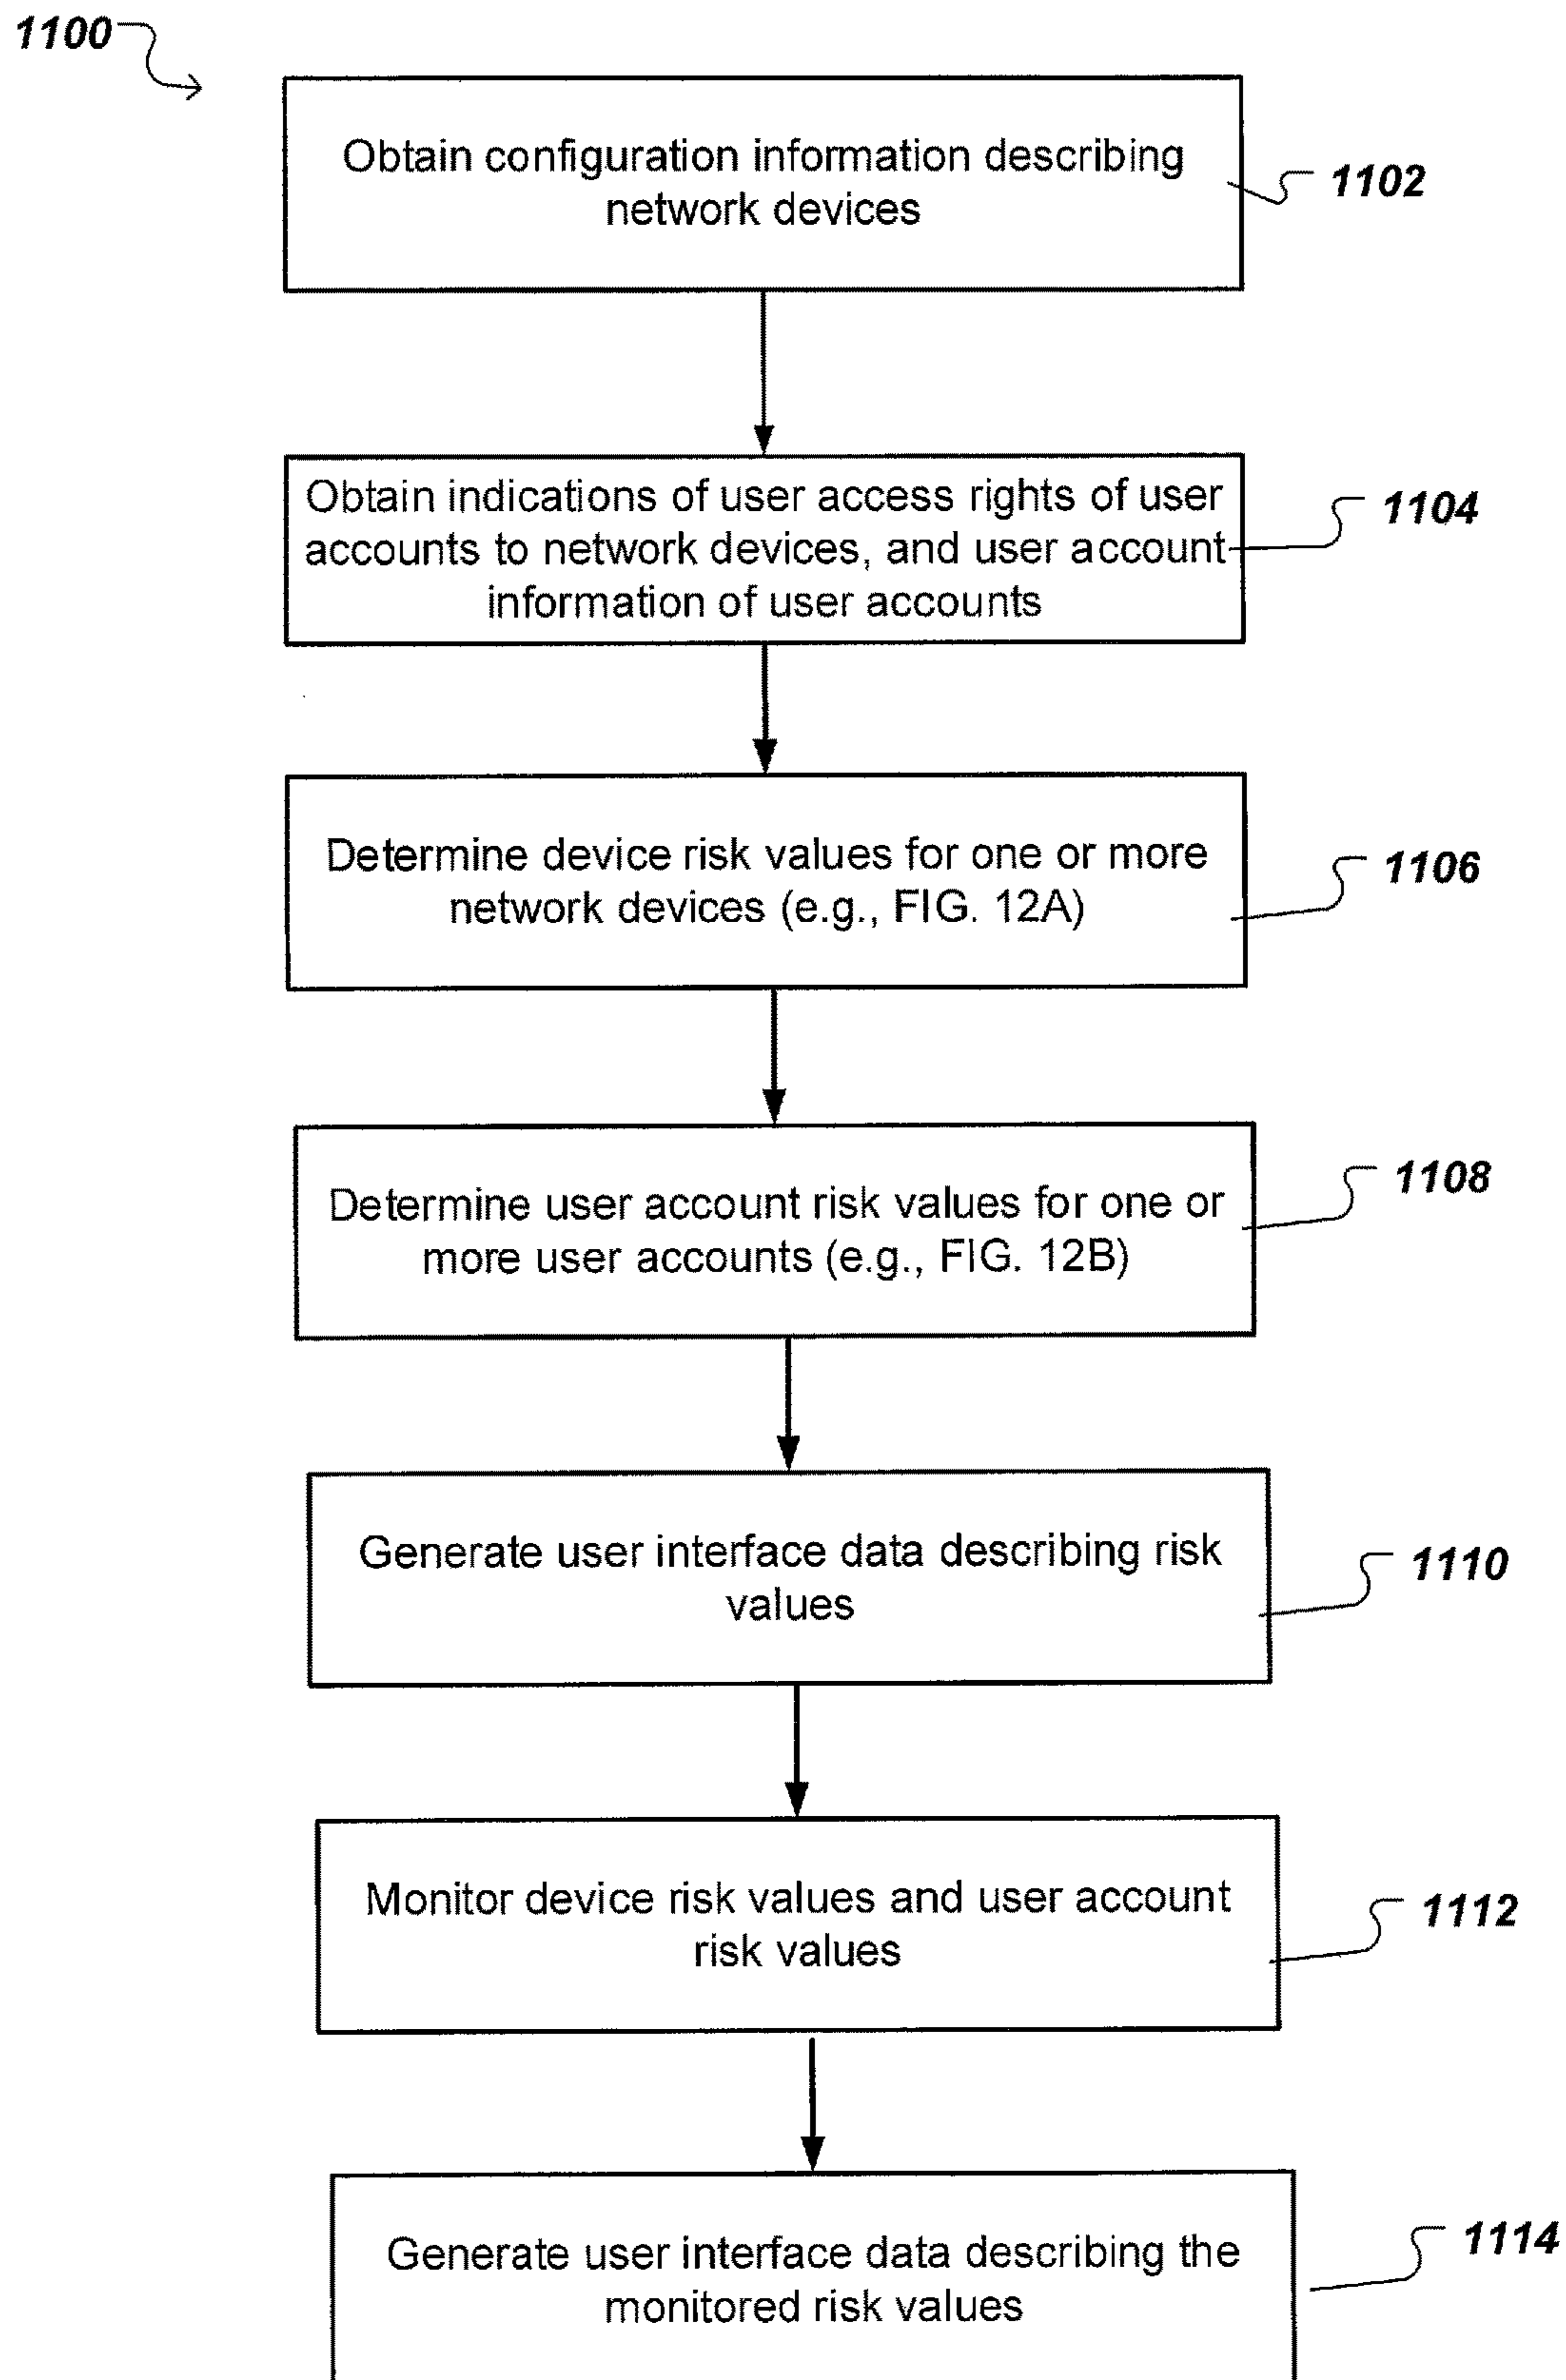 1100
Obtain configuration information describing
network devices
1102
Obtain indications of user access rights of user
accounts to network devices, and user account
information of user accounts
1104
Determine device risk values for one or more
network devices (e.g., FIG. 12A)
1106
Determine user account risk values for one or
more user accounts (e.g., FIG. 12B)
1108
Generate user interface data describing risk
values
1110
Monitor device risk values and user account
risk values
1112
Generate user interface data describing the
monitored risk values
1114